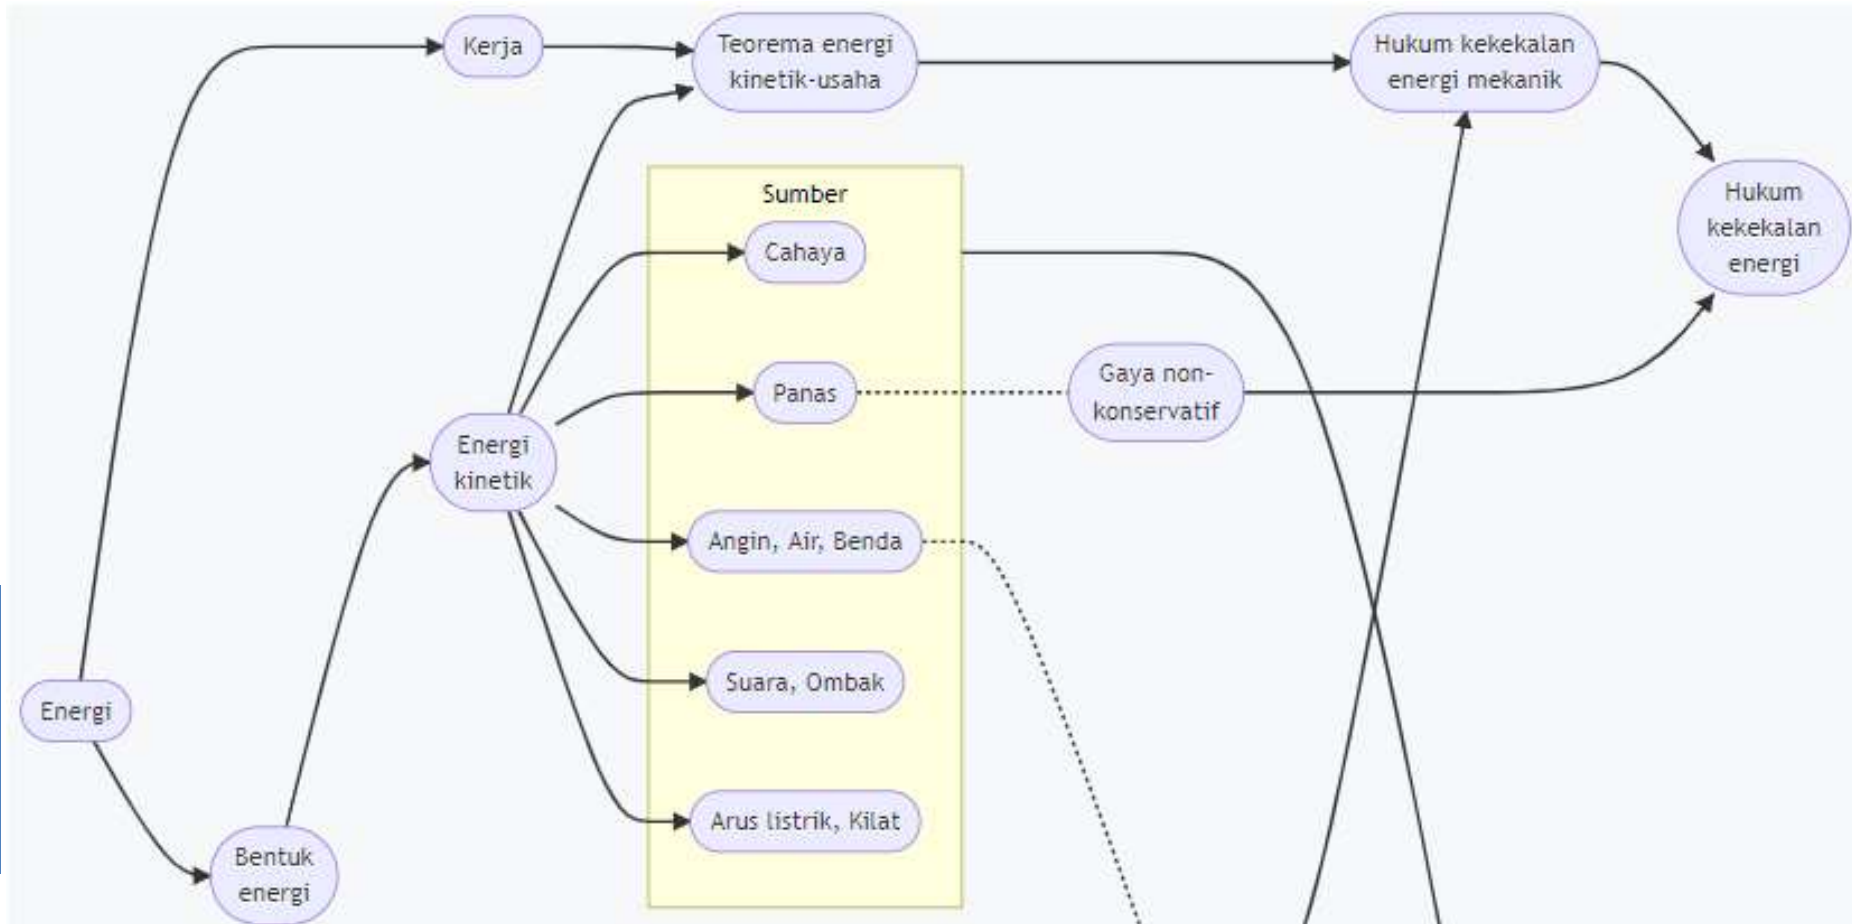 Kerja
Teorema energi
kinetik-usaha
Hukum kekekalan
energi mekanik
Hukum
kekekalan
energi
Sumber
Cahaya
Panas
Gaya non-
konservatif
Energi
kinetik
Angin, Air, Benda
Suara, Ombak
Energi
Arus listrik, Kilat
Bentuk
energi